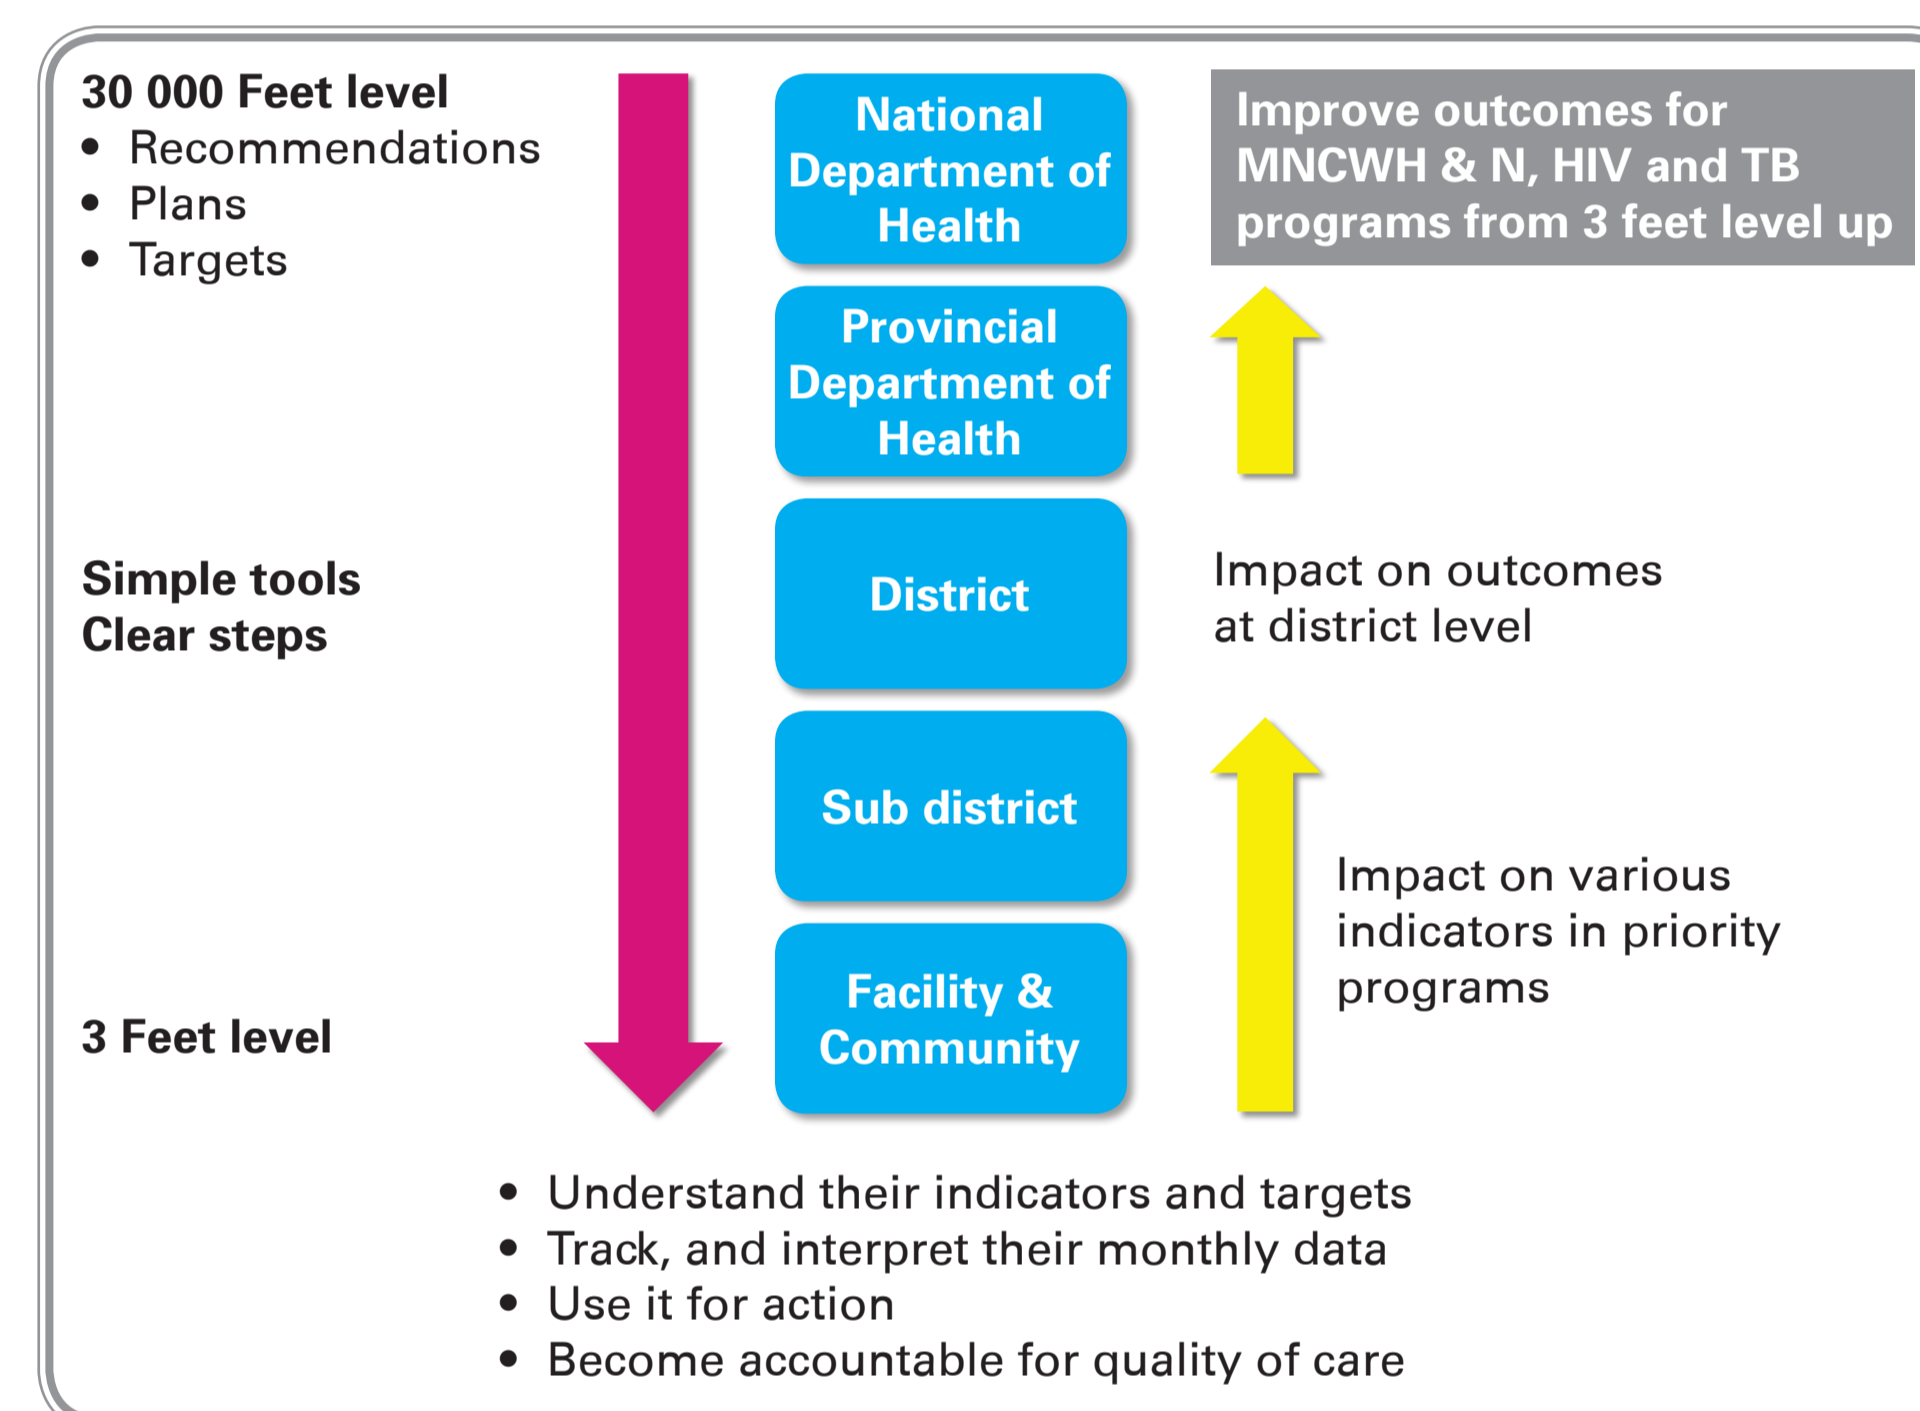 30 000 Feet level
• Recommendations
• Plans
• Targets
Simple tools
Clear steps
3 Feet level
National
Department of
Health
Provincial
Department of
Health
District
Sub district
Facility &
Community
Improve outcomes for
MNCWH & N, HIV and TB
programs from 3 feet level up
Impact on outcomes
at district level
Impact on various
indicators in priority
programs
• Understand their indicators and targets
• Track, and interpret their monthly data
• Use it for action
• Become accountable for quality of care